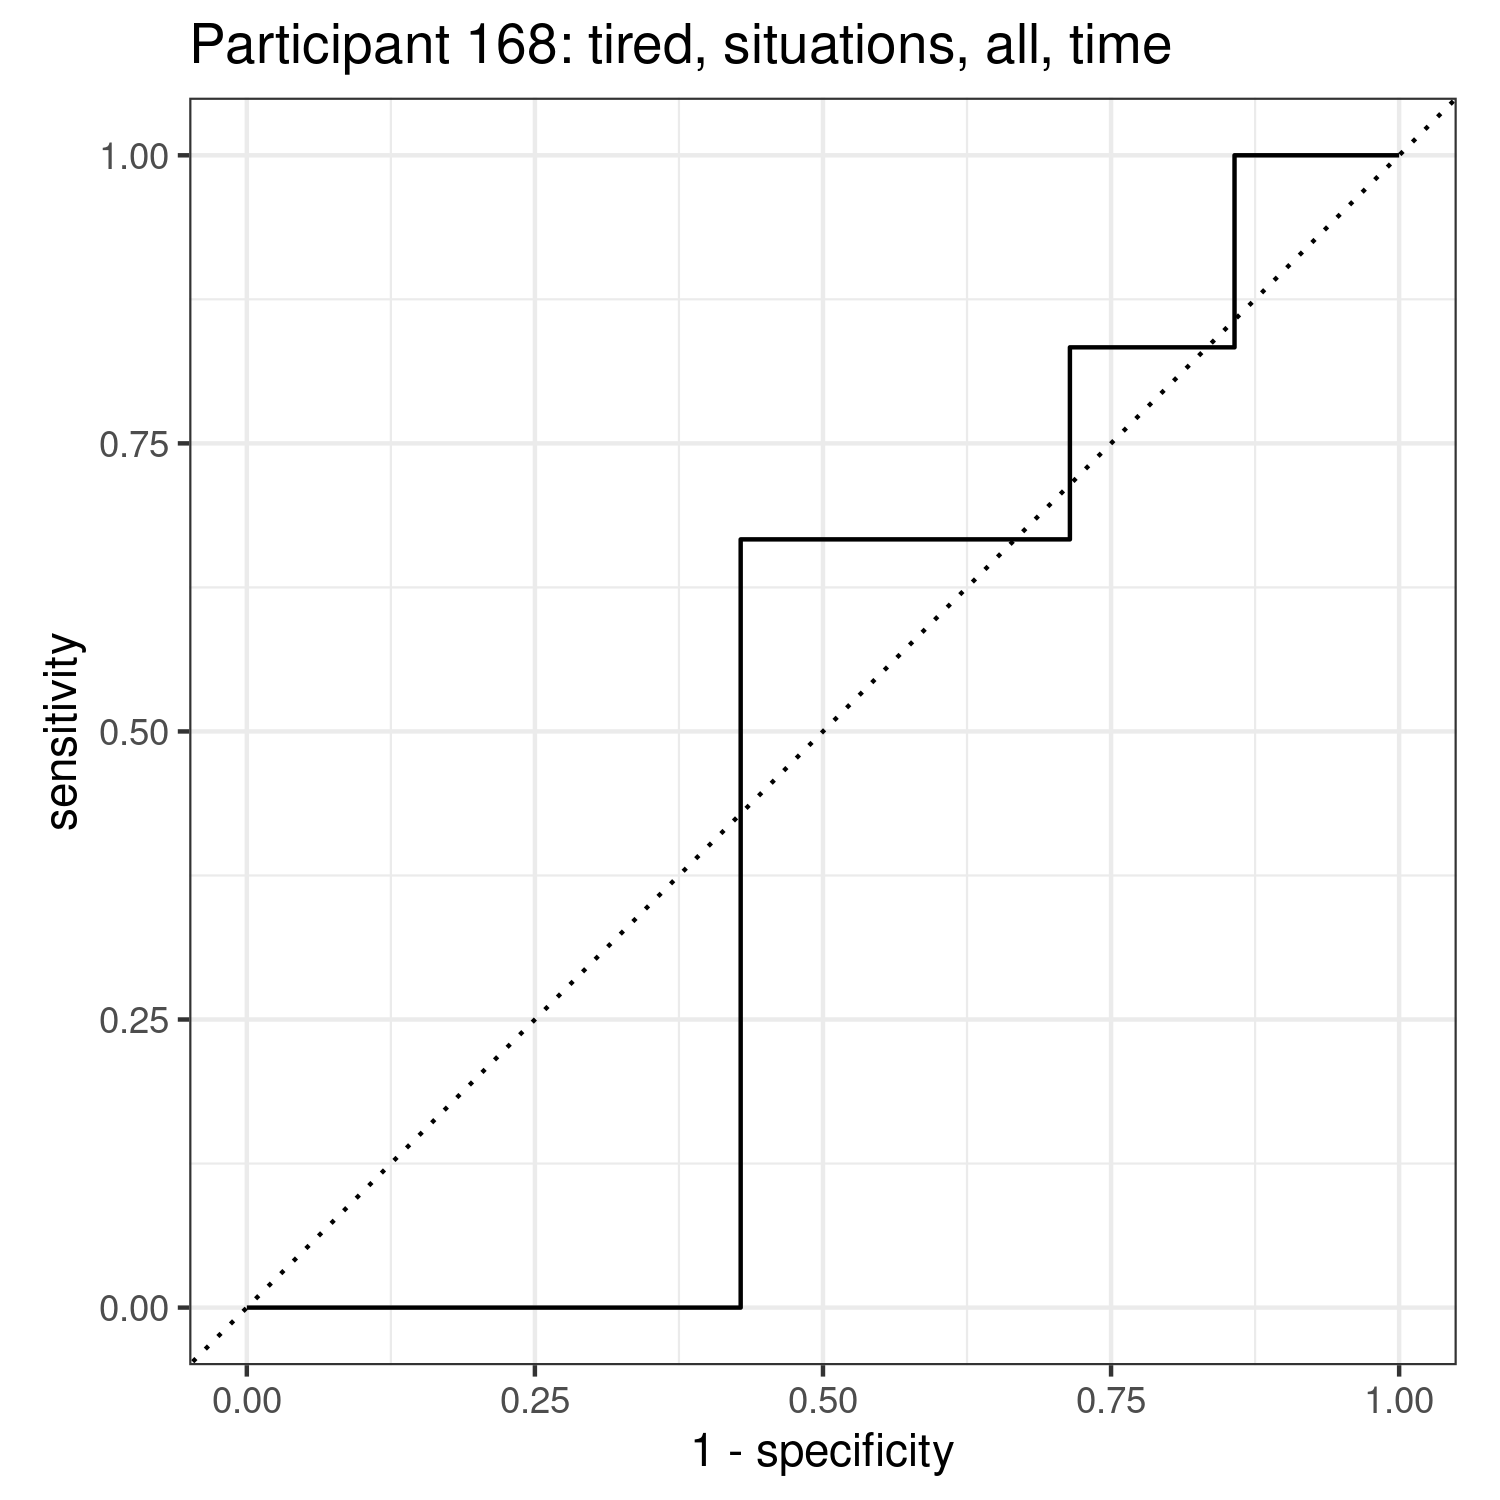 Participant 168: tired, situations, all, time
1.00
0.75
0.50
0.25
0.00
sensitivity
0.00 0.25 0.50 0.75 1.00
1 - specificity